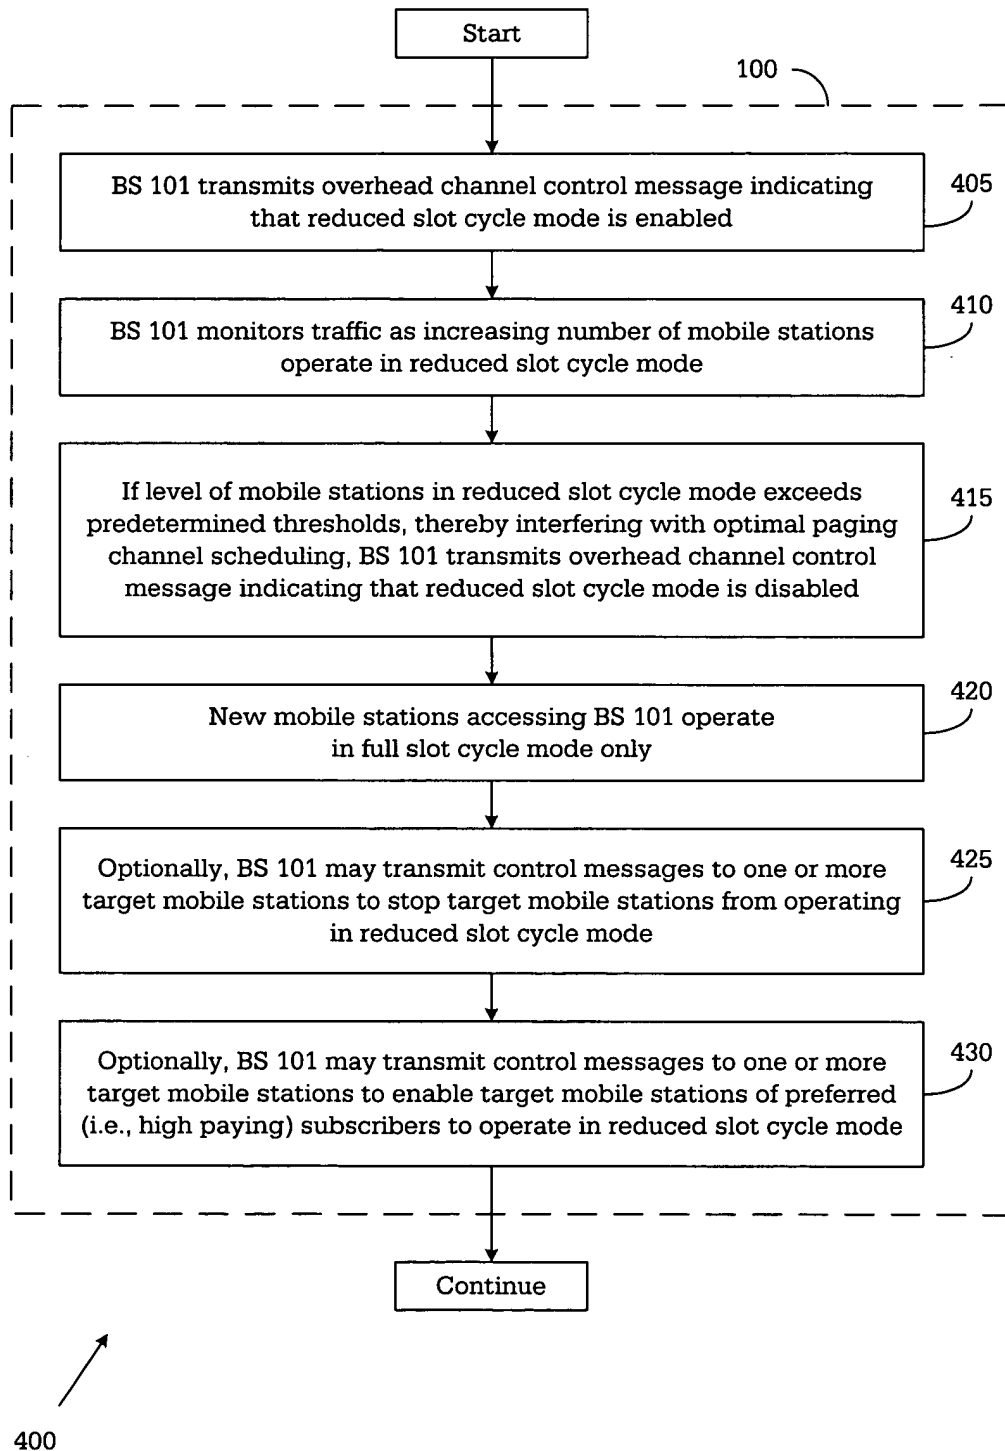 Start
100
BS 101 transmits overhead channel control message indicating
that reduced slot cycle mode is enabled
405
BS 101 monitors traffic as increasing number of mobile stations
operate in reduced slot cycle mode
410
If level of mobile stations in reduced slot cycle mode exceeds
predetermined thresholds, thereby interfering with optimal paging
channel scheduling, BS 101 transmits overhead channel control
message indicating that reduced slot cycle mode is disabled
415
New mobile stations accessing BS 101 operate
in full slot cycle mode only
420
Optionally, BS 101 may transmit control messages to one or more
target mobile stations to stop target mobile stations from operating
in reduced slot cycle mode
425
Optionally, BS 101 may transmit control messages to one or more
target mobile stations to enable target mobile stations of preferred
(i.e., high paying) subscribers to operate in reduced slot cycle mode
430
Continue
400